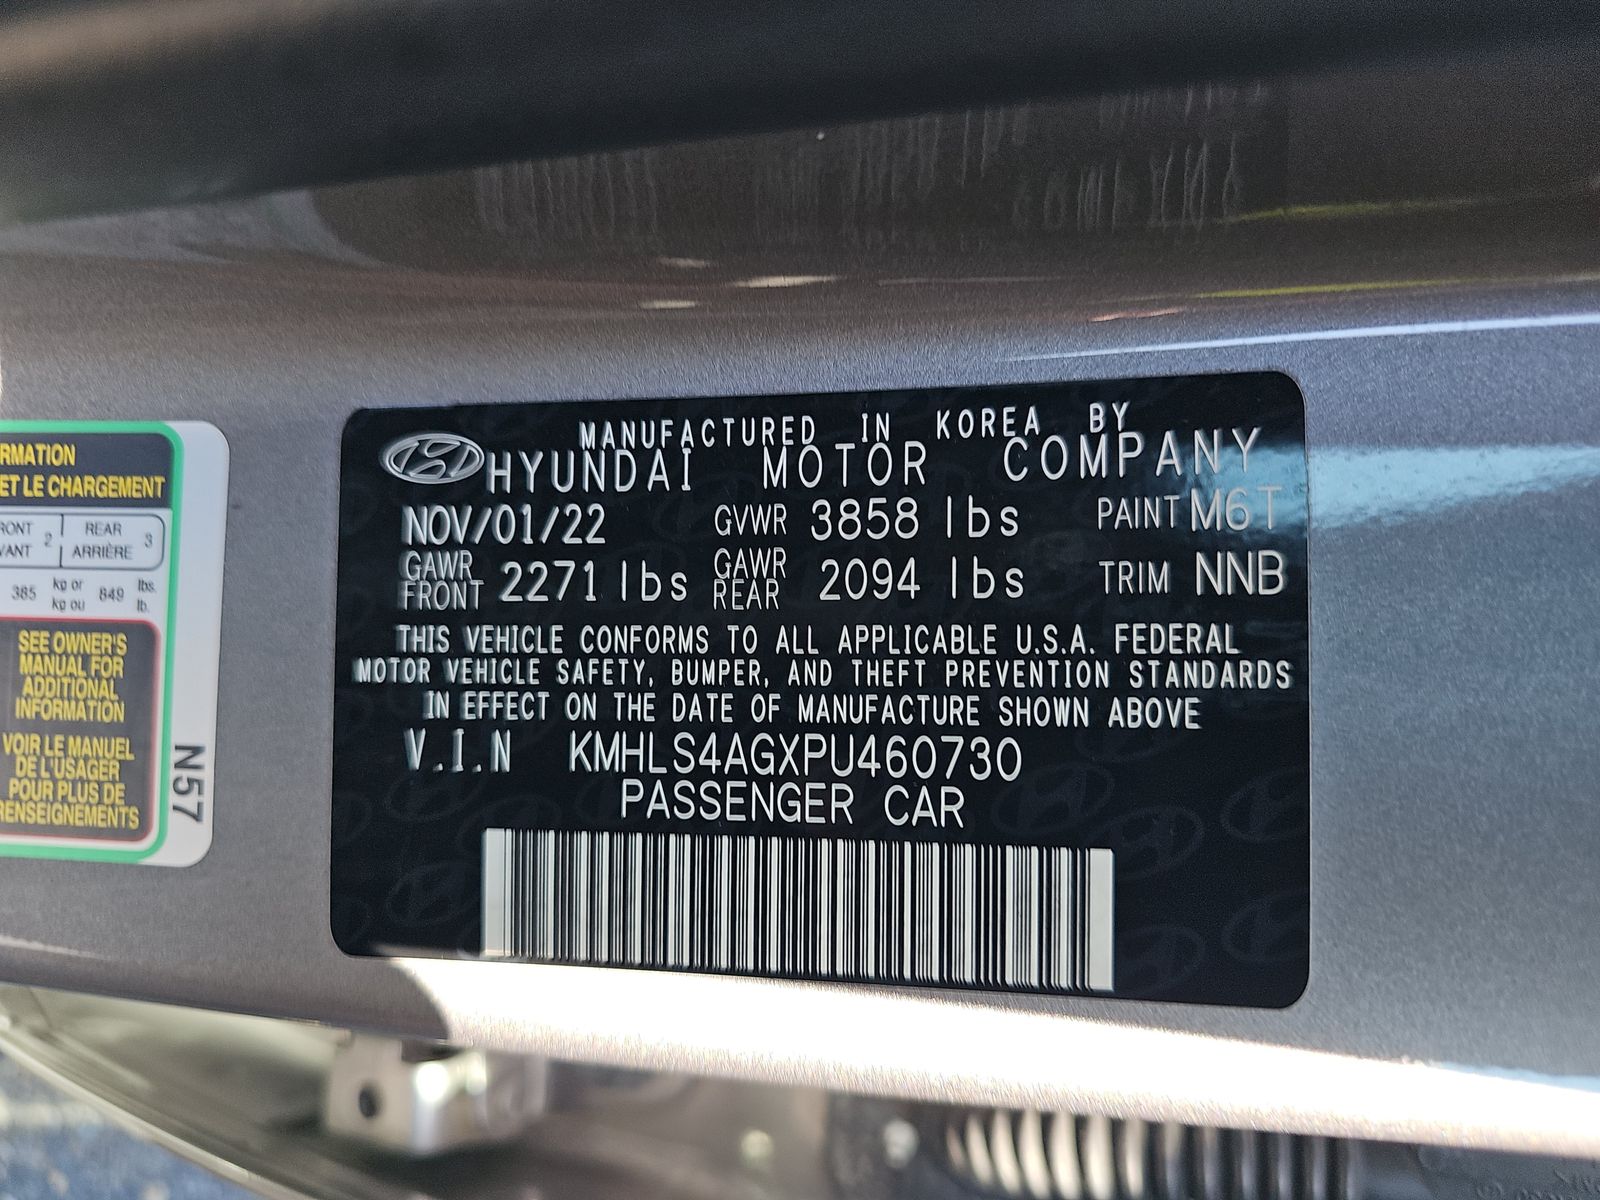 RMATION
ET LE CHARGEMENT
RONT 2 REAR 3
VANT ARRIÈRE
385 kg or 849 lbs.
kg ou lb.
SEE OWNER'S
MANUAL FOR
ADDITIONAL
INFORMATION
VOIR LE MANUEL
DE L'USAGER
POUR PLUS DE
RENSEIGNEMENTS
N57
MANUFACTURED IN KOREA BY
HYUNDAI MOTOR COMPANY
NOV/01/22 GVWR 3858 lbs PAINT M6T
GAWR FRONT 2271 lbs GAWR REAR 2094 lbs TRIM NNB
THIS VEHICLE CONFORMS TO ALL APPLICABLE U.S.A. FEDERAL
MOTOR VEHICLE SAFETY, BUMPER, AND THEFT PREVENTION STANDARDS
IN EFFECT ON THE DATE OF MANUFACTURE SHOWN ABOVE
V.I.N KMHLS4AGXPU460730
PASSENGER CAR